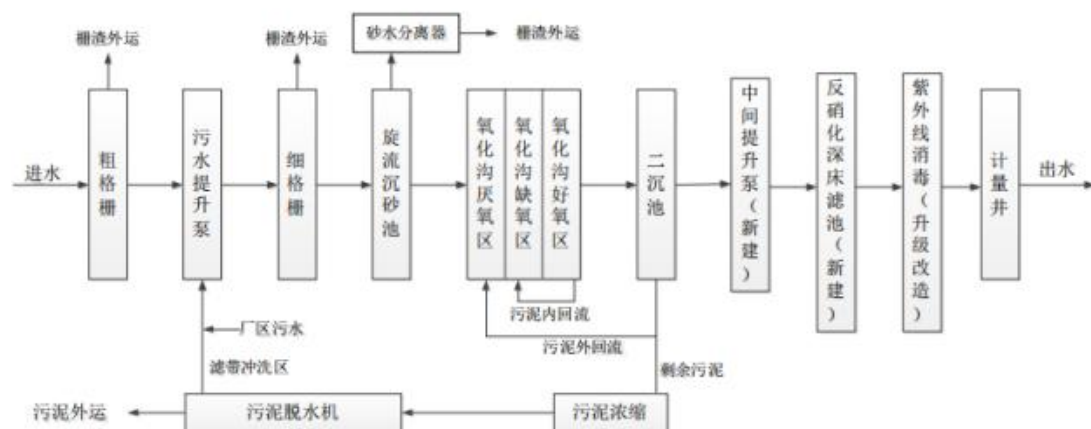 砂水分离器
栅渣外运
栅渣外运
栅渣外运
进水
粗格栅
污水提升泵
细格栅
旋流沉砂池
氧化沟厌氧区
氧化沟缺氧区
氧化沟好氧区
二沉池
中间提升泵(新建)
反硝化深床滤池(新建)
紫外线消毒(升级改造)
计量井
出水
污泥内回流
厂区污水
污泥外回流
滤带冲洗区
剩余污泥
污泥外运
污泥脱水机
污泥浓缩